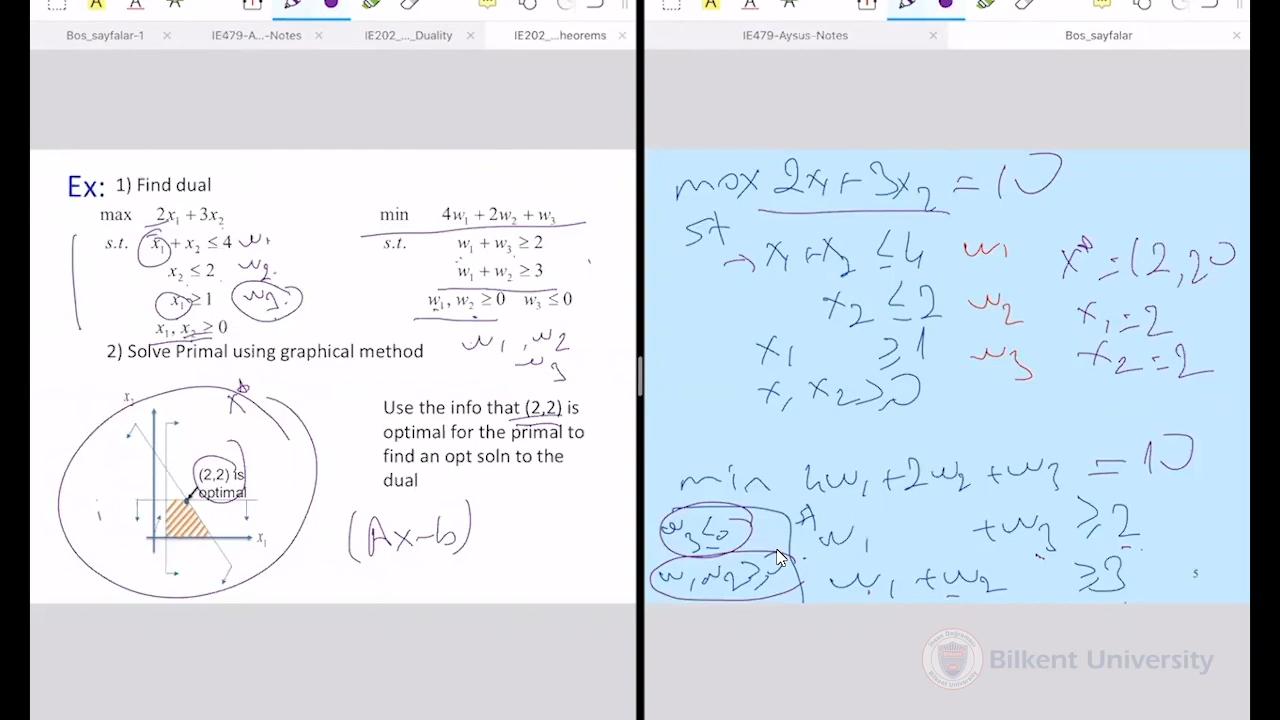 Bos_sayfalar-1 × IE479-A...-Notes × IE202_..._Duality × IE202_...heorems ×
IE479-Aysus-Notes × Bos_sayfalar ×
Ex: 1) Find dual
max 2x₁ + 3x₂
s.t. x₁ + x₂ ≤ 4 w₁
x₂ ≤ 2 w₂
x₁ ≥ 1 w₃
x₁, x₂ ≥ 0
min 4w₁ + 2w₂ + w₃
s.t. w₁ + w₃ ≥ 2
w₁ + w₂ ≥ 3
w₁, w₂ ≥ 0 w₃ ≤ 0
w₁, w₂
w₃
2) Solve Primal using graphical method
x*
x₂
(2,2) is
optimal
x₁
Use the info that (2,2) is
optimal for the primal to
find an opt soln to the
dual
(Ax-b)
max 2x₁ + 3x₂ = 10
st
x₁ + x₂ ≤ 4 w₁
x₂ ≤ 2 w₂
x₁ ≥ 1 w₃
x₁ x₂ ≥ 0
x* = (2,2)
x₁ = 2
x₂ = 2
min 4w₁ + 2w₂ + w₃ = 10
st w₁ + w₃ ≥ 2
w₁ + w₂ ≥ 3
w₃ ≤ 0
w₁, w₂ ≥ 0
5
Bilkent University